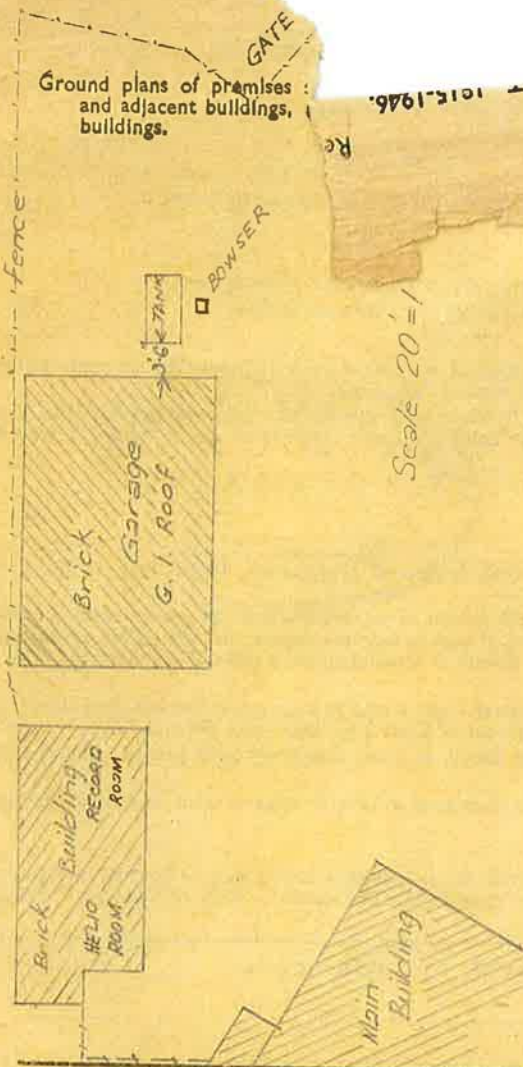 GATE
Ground plans of premises :
and adjacent buildings,
buildings.
T 1915-1946.
Re
fence
BOWSER
TANK
3'6"
Scale 20'=1
Brick
Garage
G. I. Roof.
Brick
Building
RECORD
ROOM
HELIO
ROOM
Main
Building